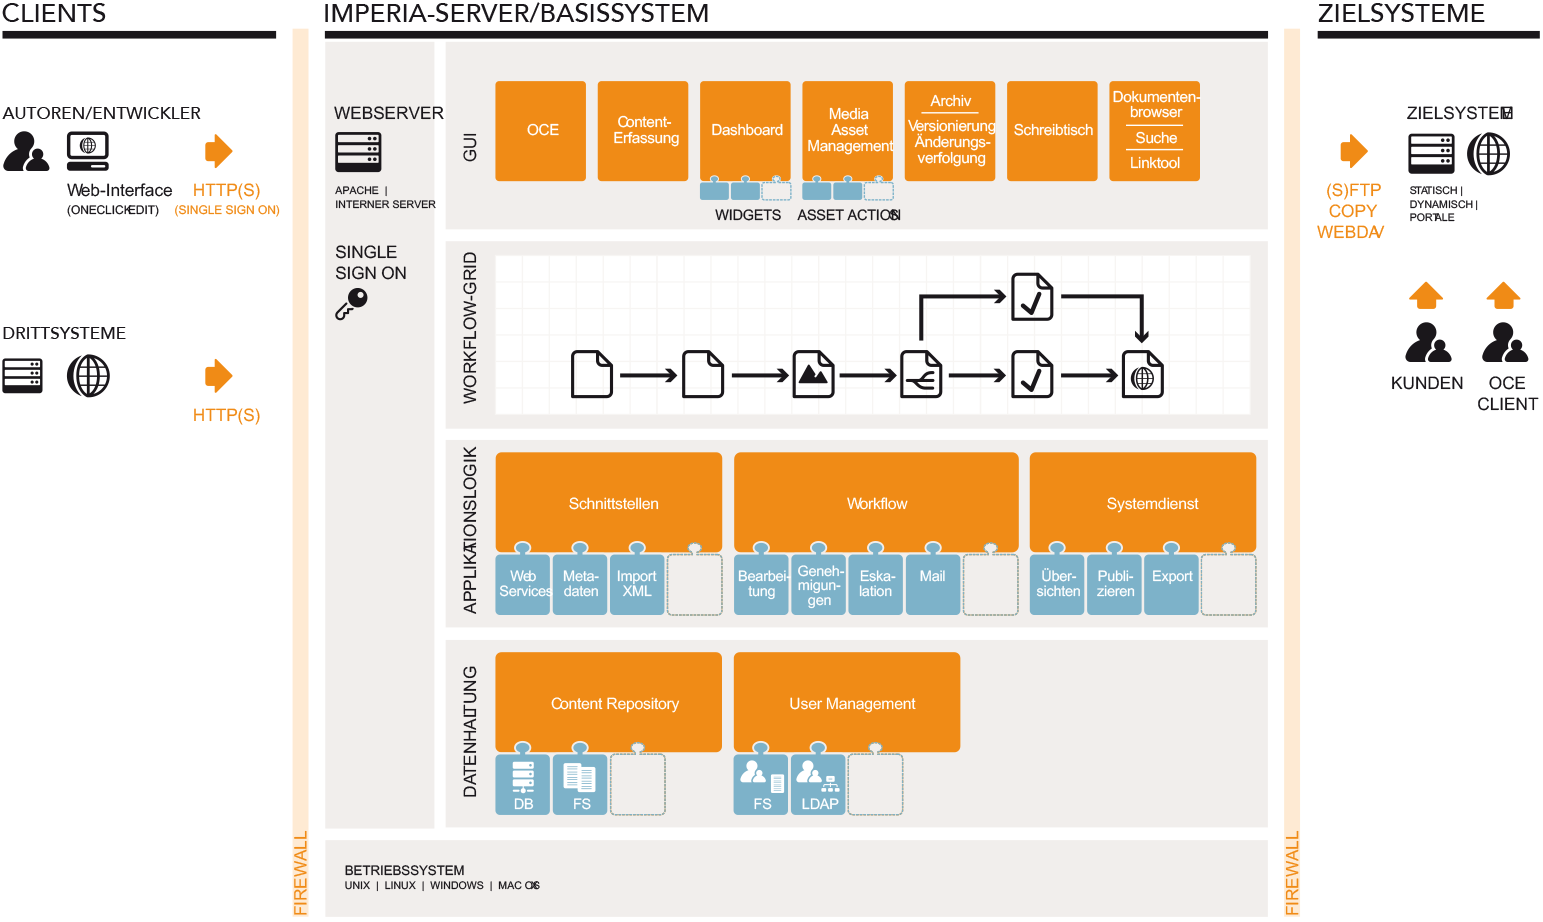 CLIENTS
AUTOREN/ENTWICKLER
Web-Interface
(ONECLICKEDIT)
HTTP(S)
(SINGLE SIGN ON)
DRITTSYSTEME
HTTP(S)
FIREWALL
IMPERIA-SERVER/BASISSYSTEM
WEBSERVER
APACHE |
INTERNER SERVER
SINGLE
SIGN ON
GUI
OCE
Content-
Erfassung
Dashboard
Media
Asset
Management
Archiv
Versionierung
Änderungs-
verfolgung
Schreibtisch
Dokumenten-
browser
Suche
Linktool
WIDGETS
ASSET ACTIONS
WORKFLOW-GRID
APPLIKATIONSLOGIK
Schnittstellen
Web
Services
Meta-
daten
Import
XML
Workflow
Bearbei-
tung
Geneh-
migun-
gen
Eska-
lation
Mail
Systemdienst
Über-
sichten
Publi-
zieren
Export
DATENHALTUNG
Content Repository
DB
FS
User Management
FS
LDAP
BETRIEBSSYSTEM
UNIX | LINUX | WINDOWS | MAC OSX
FIREWALL
ZIELSYSTEME
(S)FTP
COPY
WEBDAV
ZIELSYSTEME
STATISCH |
DYNAMISCH |
PORTALE
KUNDEN
OCE
CLIENT